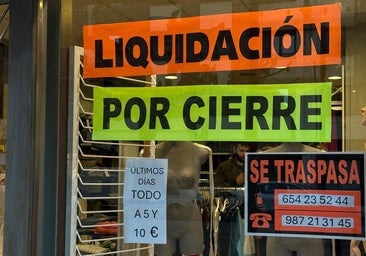 LIQUIDACIÓN
POR CIERRE
ÚLTIMOS
DÍAS
TODO
A 5 Y
10 €
SE TRASPASA
654 23 52 44
987 21 31 45